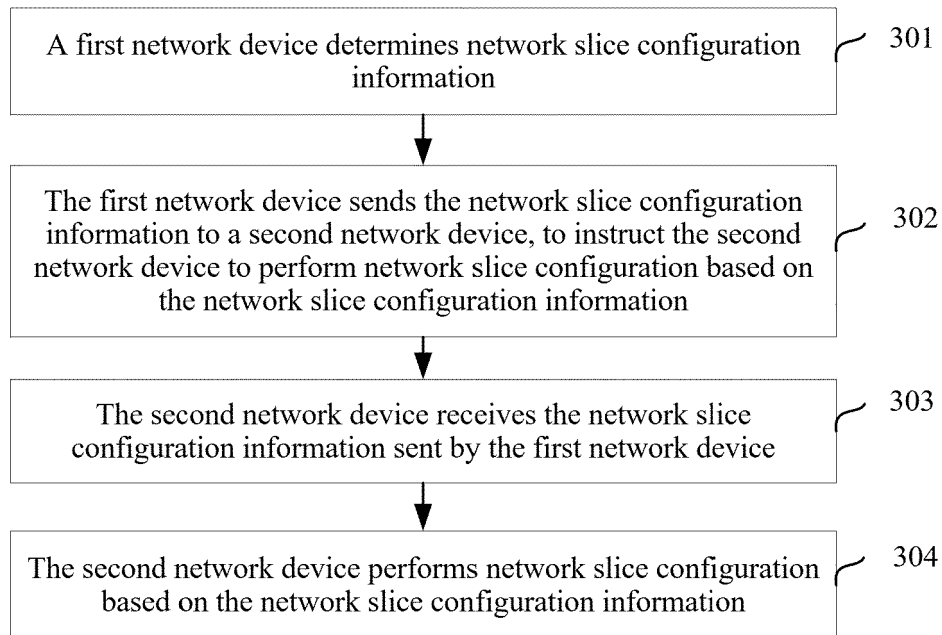 A first network device determines network slice configuration
information
301
The first network device sends the network slice configuration
information to a second network device, to instruct the second
network device to perform network slice configuration based on
the network slice configuration information
302
The second network device receives the network slice
configuration information sent by the first network device
303
The second network device performs network slice configuration
based on the network slice configuration information
304